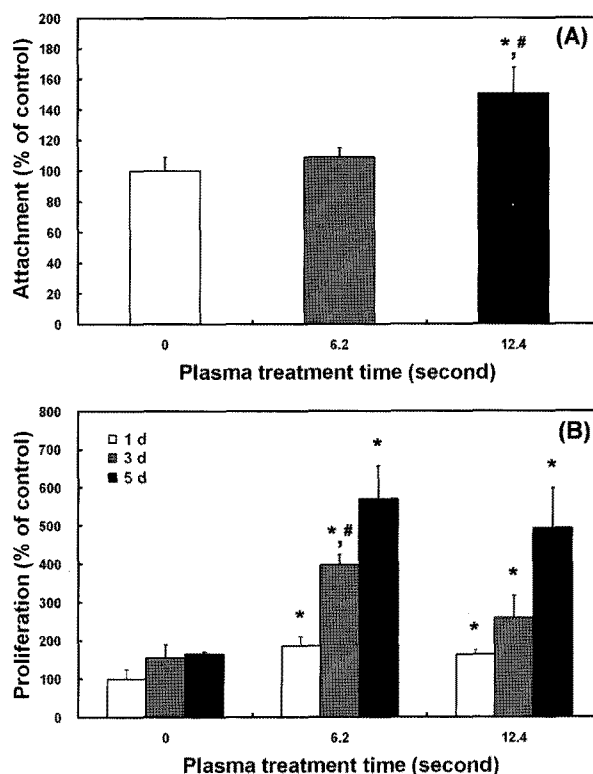 (A)
Attachment (% of control)
200
180
160
140
120
100
80
60
40
20
0
*,#
0 6.2 12.4
Plasma treatment time (second)
(B)
Proliferation (% of control)
800
700
600
500
400
300
200
100
0
1 d
3 d
5 d
*
*,#
*
*
*
*
0 6.2 12.4
Plasma treatment time (second)